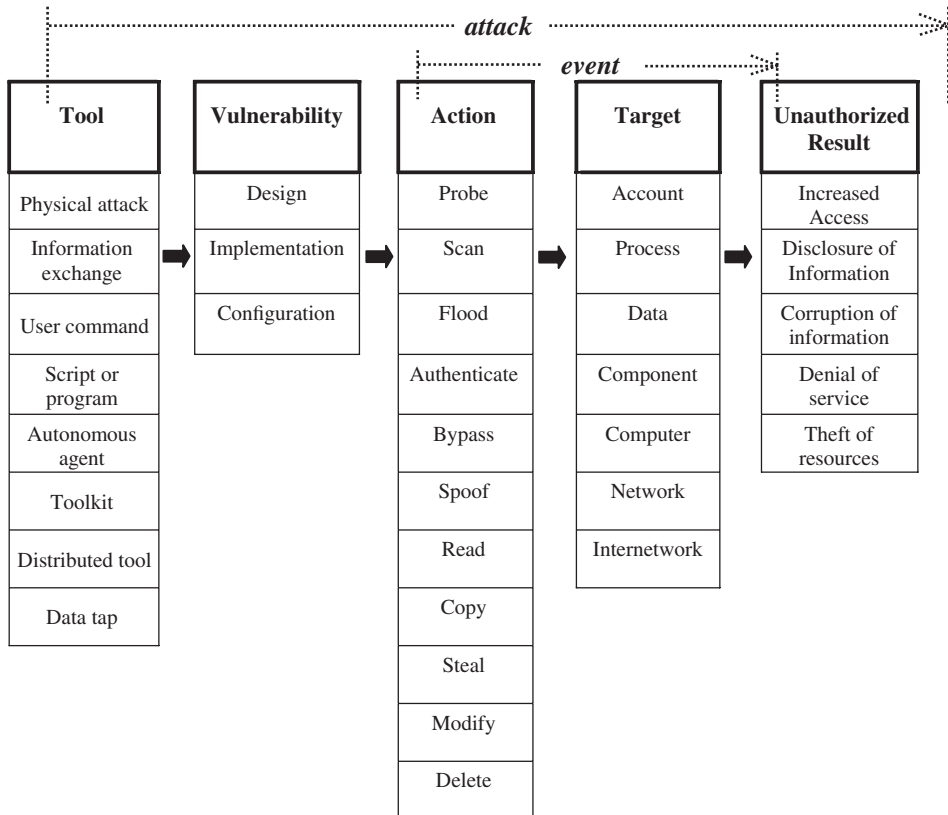 attack
event
Tool
Physical attack
Information
exchange
User command
Script or
program
Autonomous
agent
Toolkit
Distributed tool
Data tap
Vulnerability
Design
Implementation
Configuration
Action
Probe
Scan
Flood
Authenticate
Bypass
Spoof
Read
Copy
Steal
Modify
Delete
Target
Account
Process
Data
Component
Computer
Network
Internetwork
Unauthorized
Result
Increased
Access
Disclosure of
Information
Corruption of
information
Denial of
service
Theft of
resources